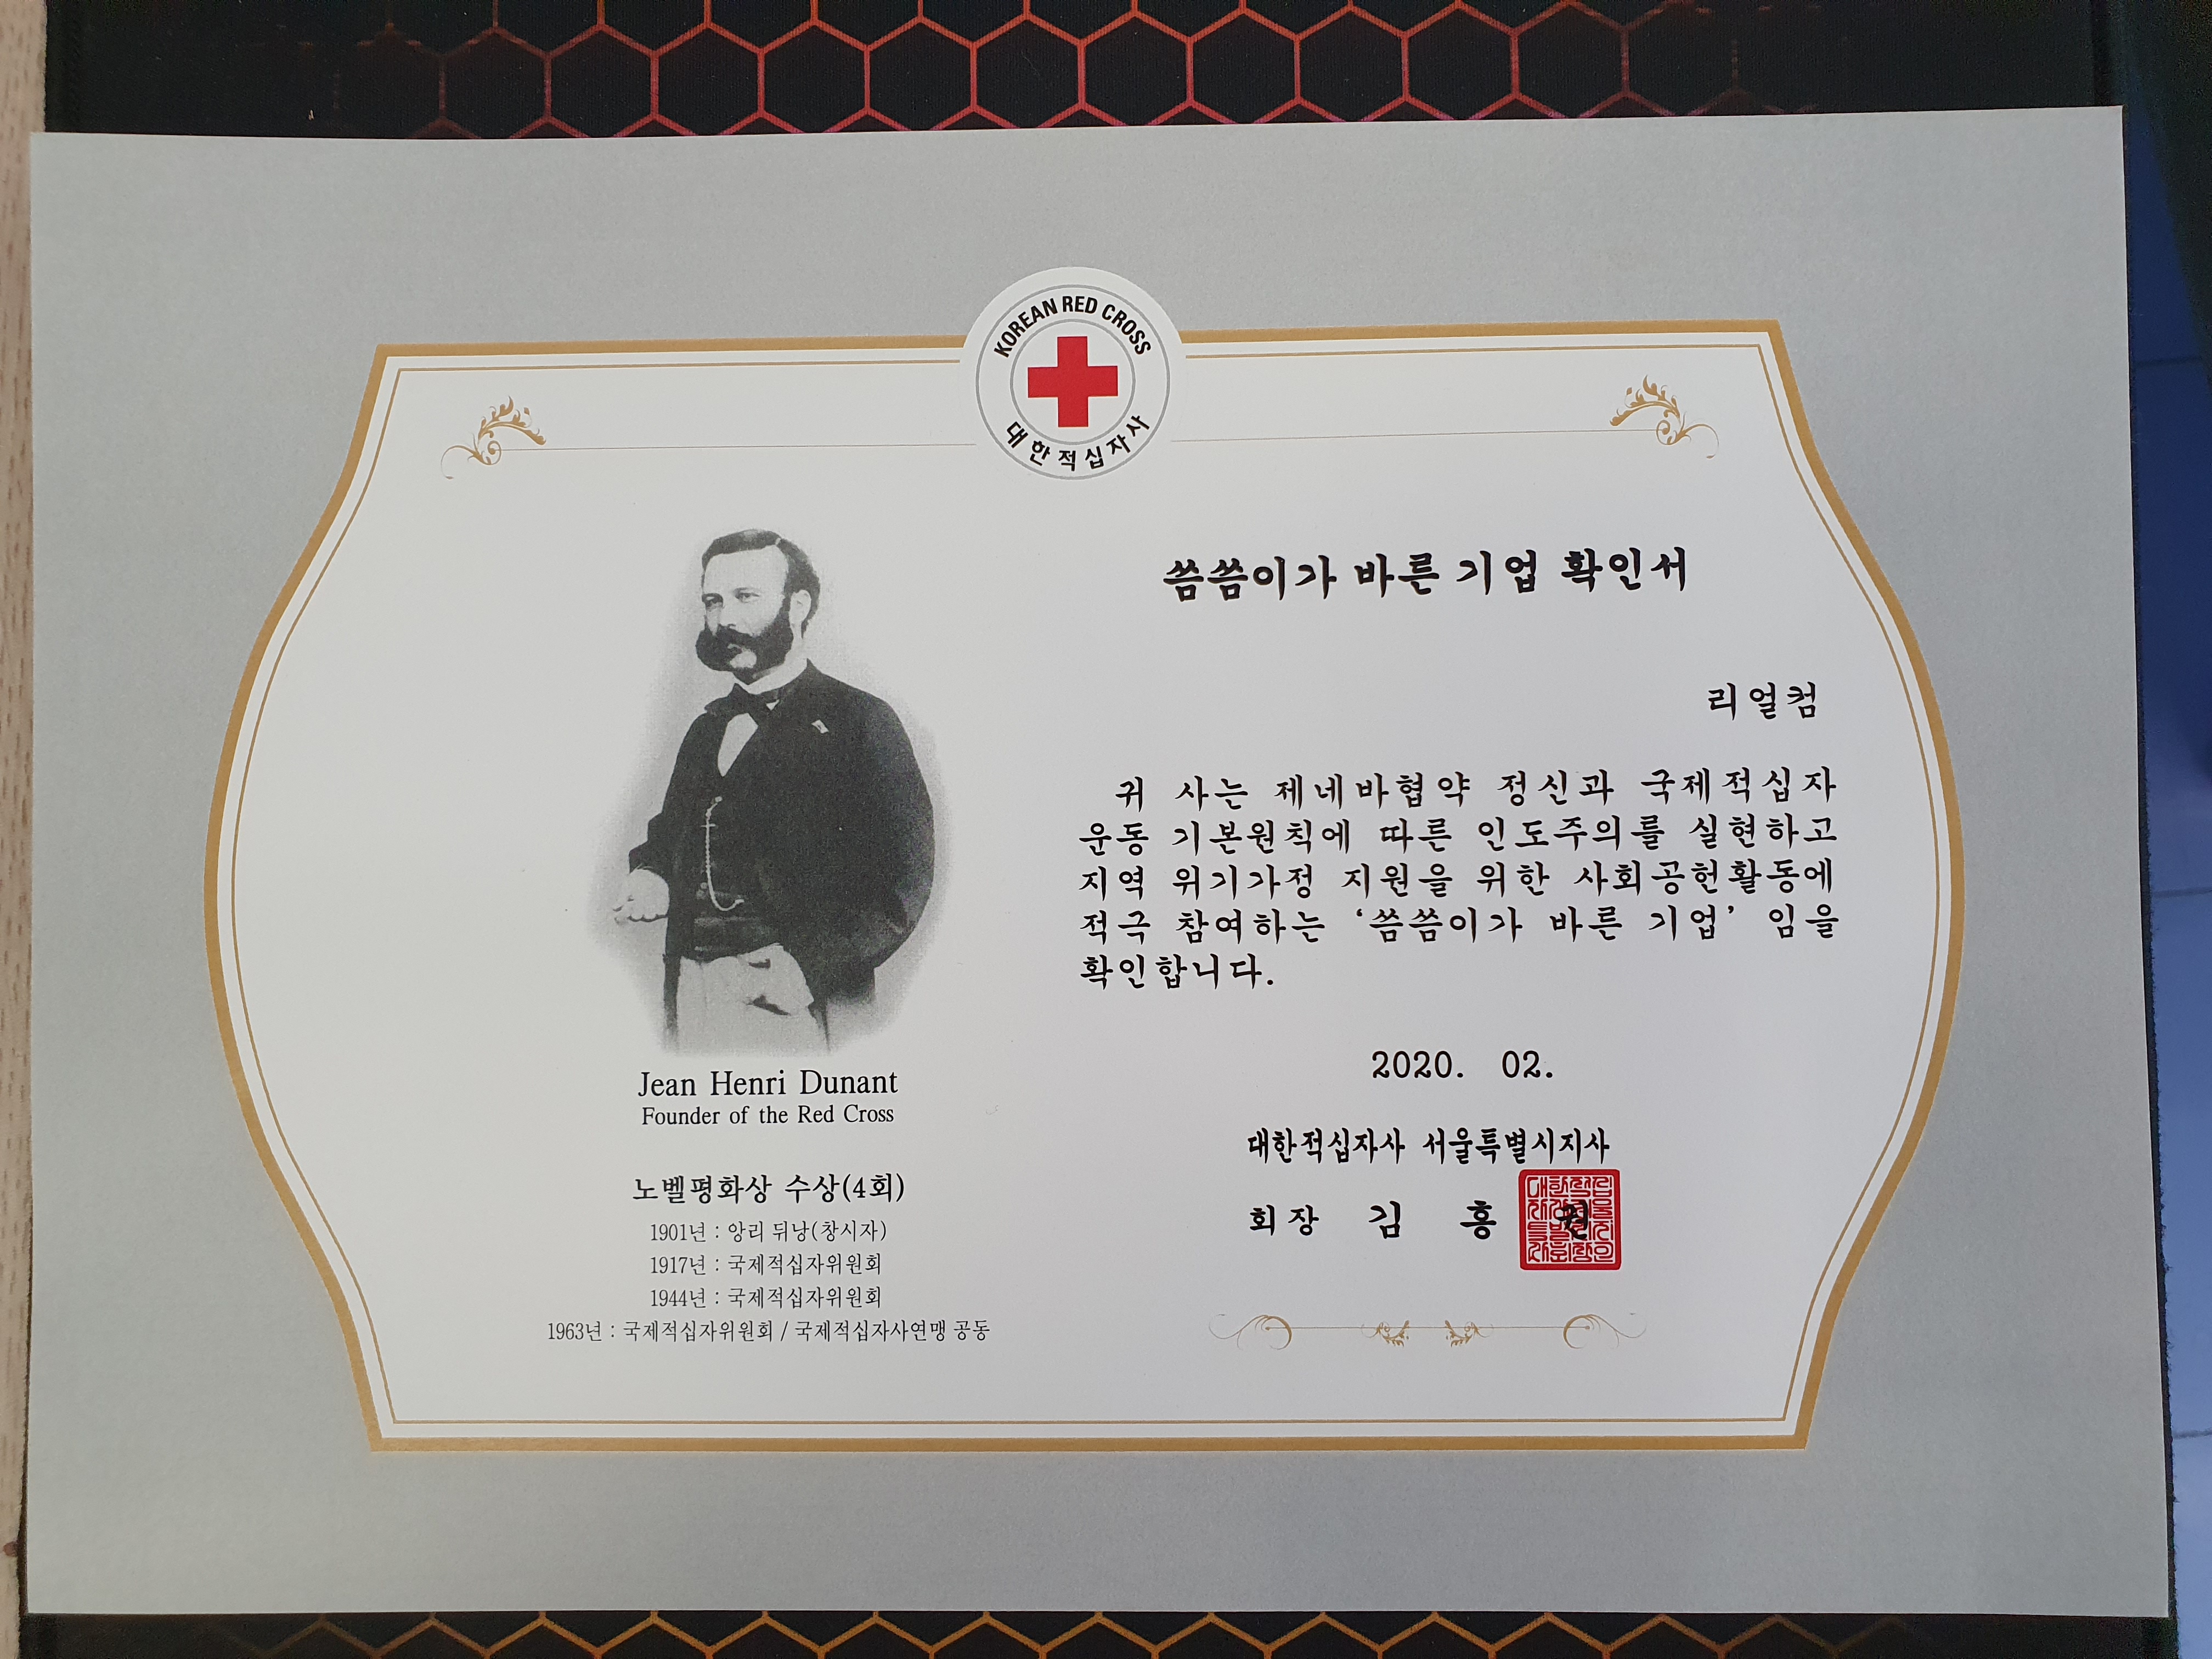 KOREAN RED CROSS
대한적십자사
씀씀이가 바른 기업 확인서
리얼컴
귀 사는 제네바협약 정신과 국제적십자
운동 기본원칙에 따른 인도주의를 실현하고
지역 위기가정 지원을 위한 사회공헌활동에
적극 참여하는 ‘씀씀이가 바른 기업’ 임을
확인합니다.
2020. 02.
대한적십자사 서울특별시지사
회장 김 흥 권
Jean Henri Dunant
Founder of the Red Cross
노벨평화상 수상(4회)
1901년 : 앙리 뒤낭(창시자)
1917년 : 국제적십자위원회
1944년 : 국제적십자위원회
1963년 : 국제적십자위원회 / 국제적십자사연맹 공동